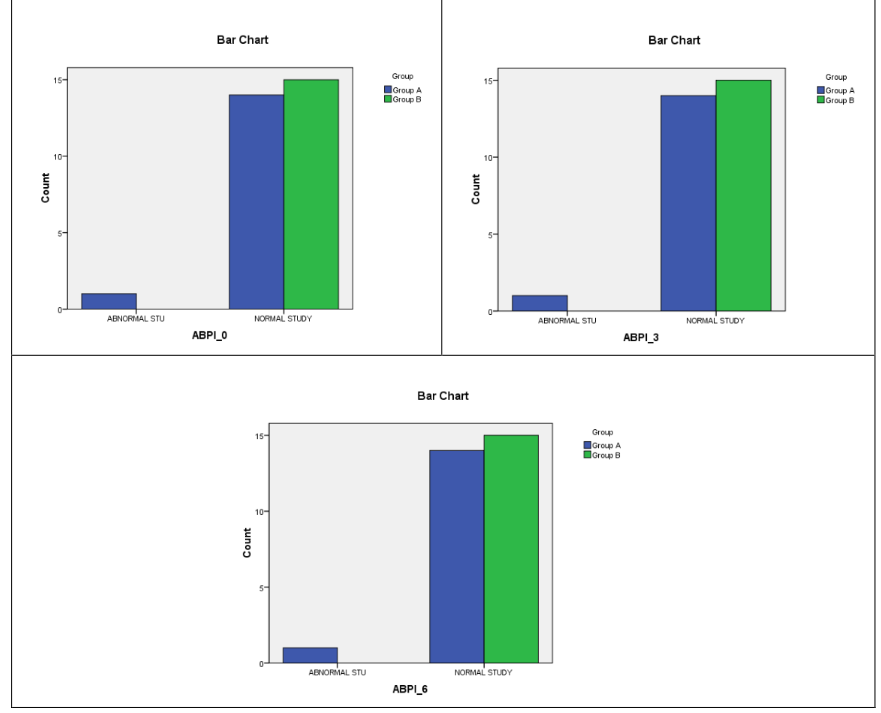 Bar Chart
Group
Group A
Group B
15
10
5
0
Count
ABNORMAL STU NORMAL STUDY
ABPI_0
Bar Chart
Group
Group A
Group B
15
10
5
0
Count
ABNORMAL STU NORMAL STUDY
ABPI_3
Bar Chart
Group
Group A
Group B
15
10
5
0
Count
ABNORMAL STU NORMAL STUDY
ABPI_6